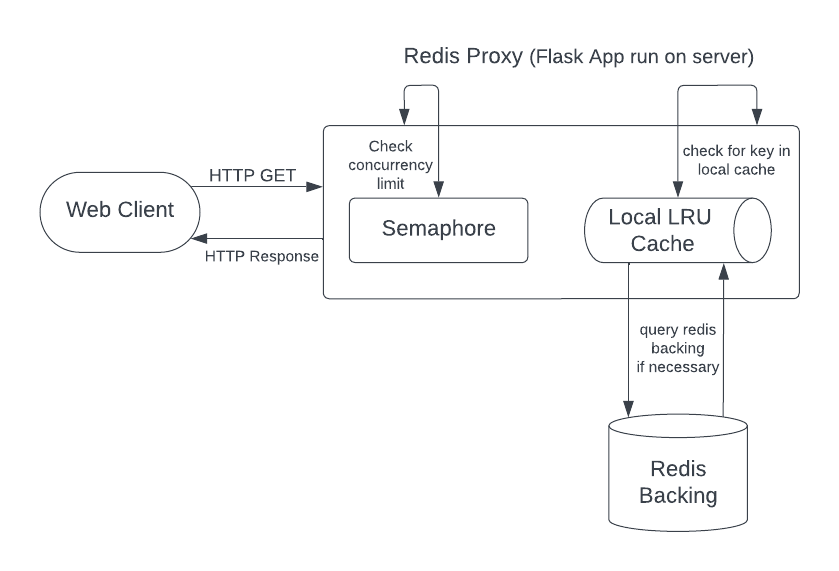 Redis Proxy (Flask App run on server)
Check
concurrency
limit
check for key in
local cache
HTTP GET
Web Client
Semaphore
Local LRU
Cache
HTTP Response
query redis
backing
if necessary
Redis
Backing